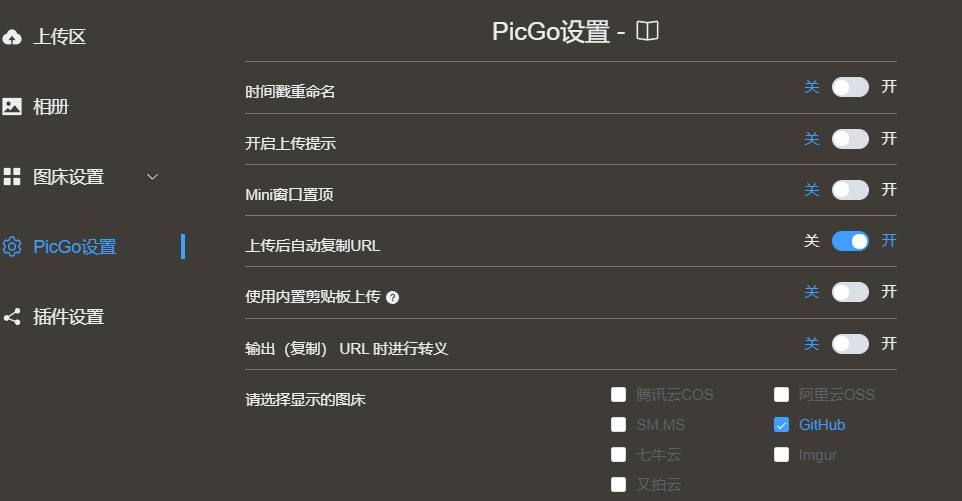 PicGo设置 -
上传区
相册
图床设置
PicGo设置
插件设置
时间戳重命名 关 开
开启上传提示 关 开
Mini窗口置顶 关 开
上传后自动复制URL 关 开
使用内置剪贴板上传 ? 关 开
输出（复制） URL 时进行转义 关 开
请选择显示的图床 腾讯云COS 阿里云OSS
SM.MS GitHub
七牛云 Imgur
又拍云